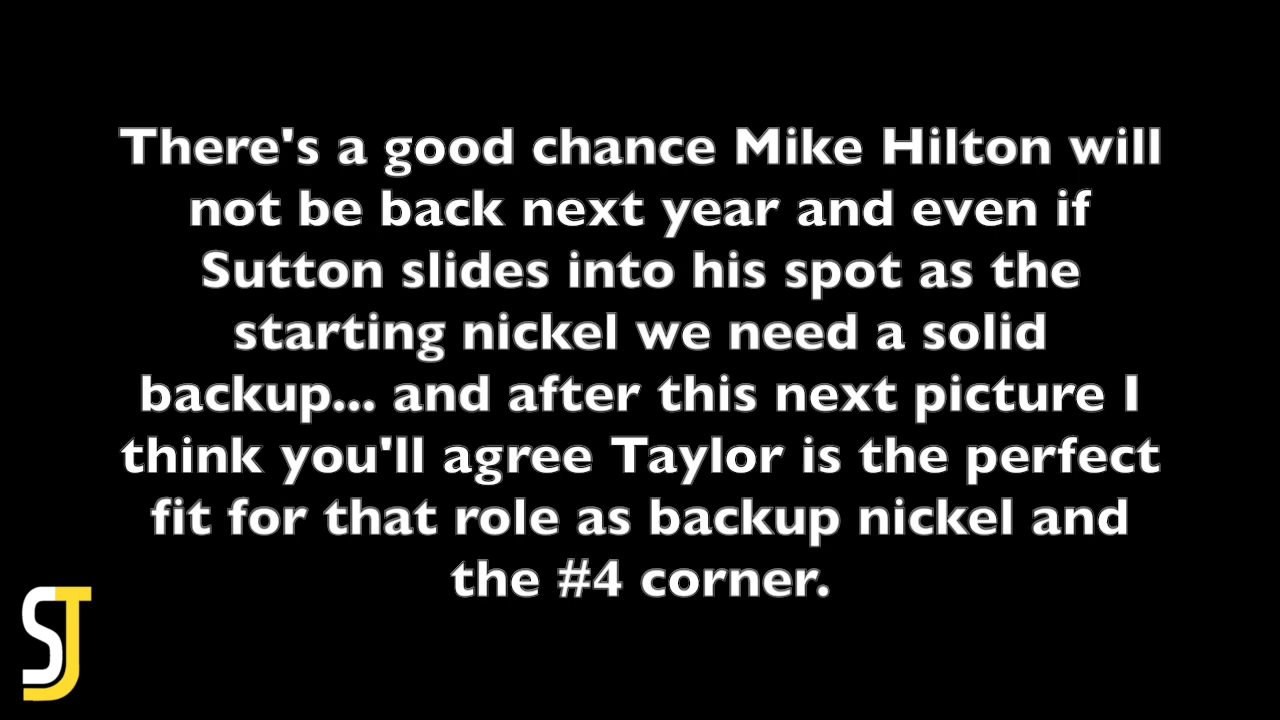 There's a good chance Mike Hilton will
not be back next year and even if
Sutton slides into his spot as the
starting nickel we need a solid
backup... and after this next picture I
think you'll agree Taylor is the perfect
fit for that role as backup nickel and
the #4 corner.
SJ